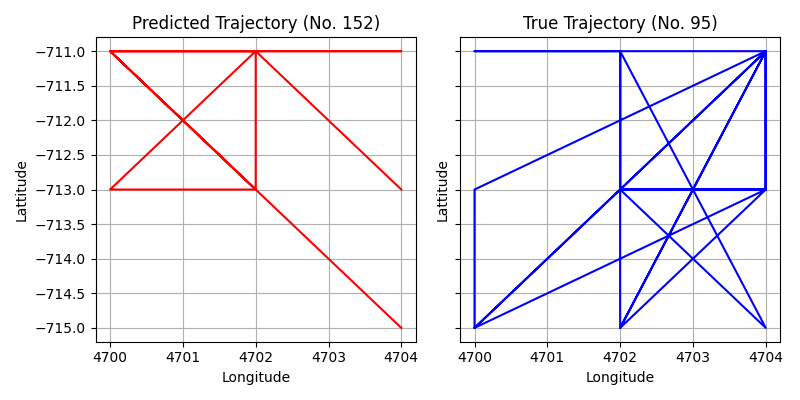 Predicted Trajectory (No. 152)
True Trajectory (No. 95)
−711.0
−711.5
−712.0
−712.5
−713.0
−713.5
−714.0
−714.5
−715.0
Lattitude
Lattitude
4700 4701 4702 4703 4704
4700 4701 4702 4703 4704
Longitude
Longitude